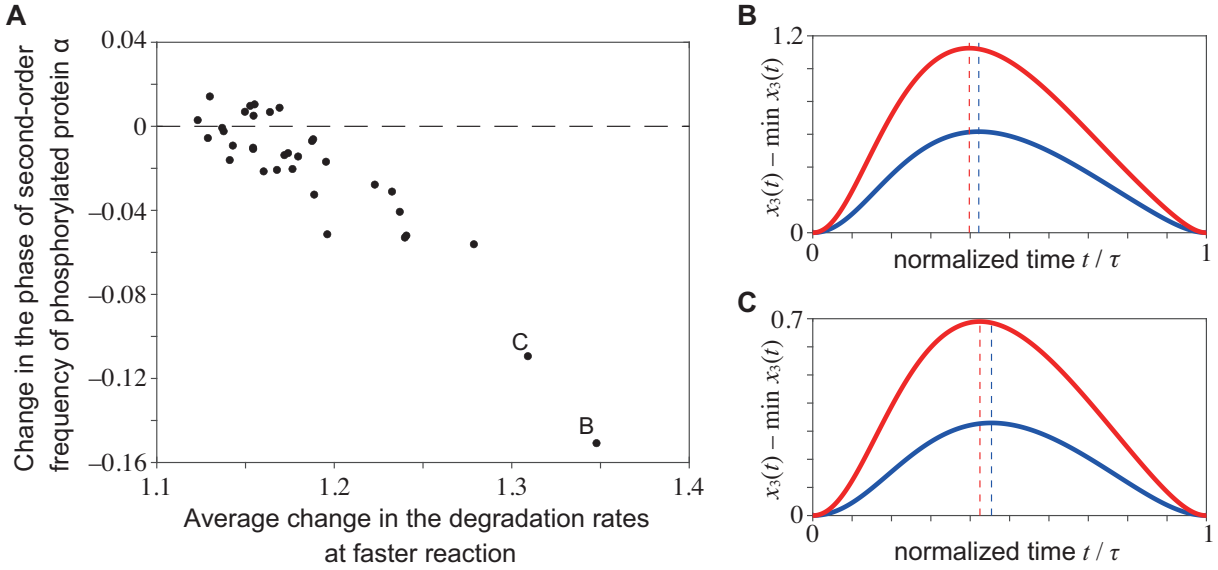 A
Change in the phase of second-order
frequency of phosphorylated protein α
0.04
0
−0.04
−0.08
−0.12
−0.16
C
B
1.1
1.2
1.3
1.4
Average change in the degradation rates
at faster reaction
B
x₃(t) − min x₃(t)
1.2
0
0
1
normalized time t / τ
C
x₃(t) − min x₃(t)
0.7
0
0
1
normalized time t / τ